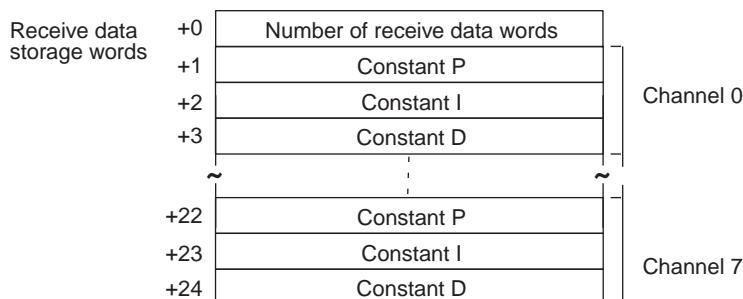 Receive data
storage words
+0 Number of receive data words
+1 Constant P
+2 Constant I
+3 Constant D
Channel 0
~ ~
+22 Constant P
+23 Constant I
+24 Constant D
Channel 7